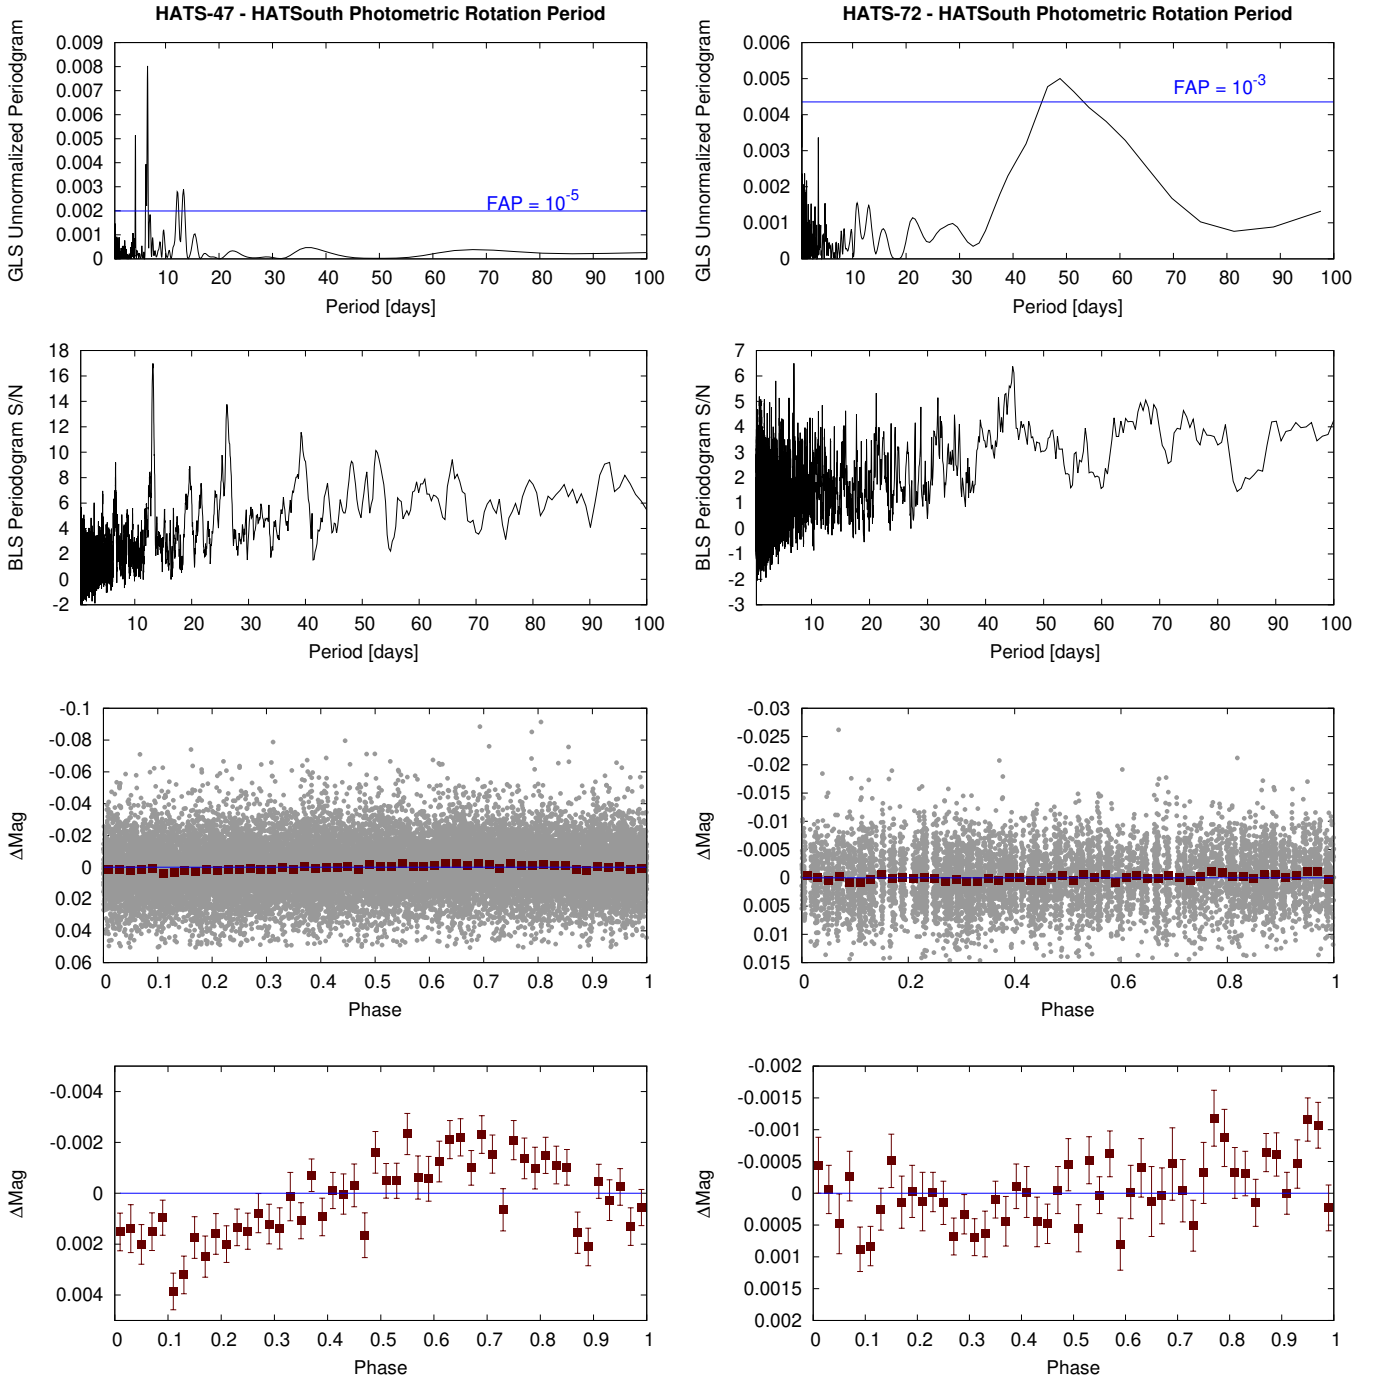 HATS-47 - HATSouth Photometric Rotation Period
GLS Unnormalized Periodgram
0.009
0.008
0.007
0.006
0.005
0.004
0.003
0.002
0.001
0
FAP = 10-5
10 20 30 40 50 60 70 80 90 100
Period [days]
HATS-72 - HATSouth Photometric Rotation Period
GLS Unnormalized Periodgram
0.006
0.005
0.004
0.003
0.002
0.001
0
FAP = 10-3
10 20 30 40 50 60 70 80 90 100
Period [days]
BLS Periodogram S/N
18
16
14
12
10
8
6
4
2
0
-2
10 20 30 40 50 60 70 80 90 100
Period [days]
BLS Periodogram S/N
7
6
5
4
3
2
1
0
-1
-2
-3
10 20 30 40 50 60 70 80 90 100
Period [days]
ΔMag
-0.1
-0.08
-0.06
-0.04
-0.02
0
0.02
0.04
0.06
0 0.1 0.2 0.3 0.4 0.5 0.6 0.7 0.8 0.9 1
Phase
ΔMag
-0.03
-0.025
-0.02
-0.015
-0.01
-0.005
0
0.005
0.01
0.015
0 0.2 0.4 0.6 0.8 1
Phase
ΔMag
-0.004
-0.002
0
0.002
0.004
0 0.1 0.2 0.3 0.4 0.5 0.6 0.7 0.8 0.9 1
Phase
ΔMag
-0.002
-0.0015
-0.001
-0.0005
0
0.0005
0.001
0.0015
0.002
0 0.1 0.2 0.3 0.4 0.5 0.6 0.7 0.8 0.9 1
Phase